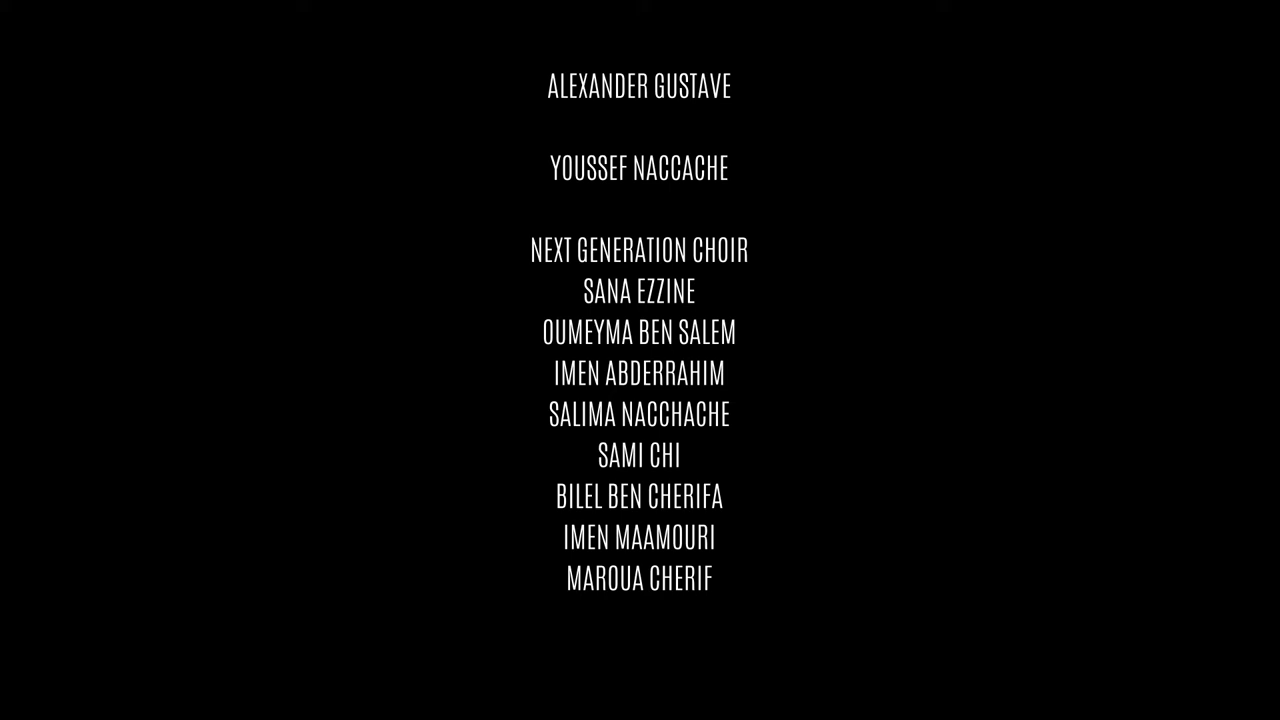 ALEXANDER GUSTAVE
YOUSSEF NACCACHE
NEXT GENERATION CHOIR
SANA EZZINE
OUMEYMA BEN SALEM
IMEN ABDERRAHIM
SALIMA NACCHACHE
SAMI CHI
BILEL BEN CHERIFA
IMEN MAAMOURI
MAROUA CHERIF